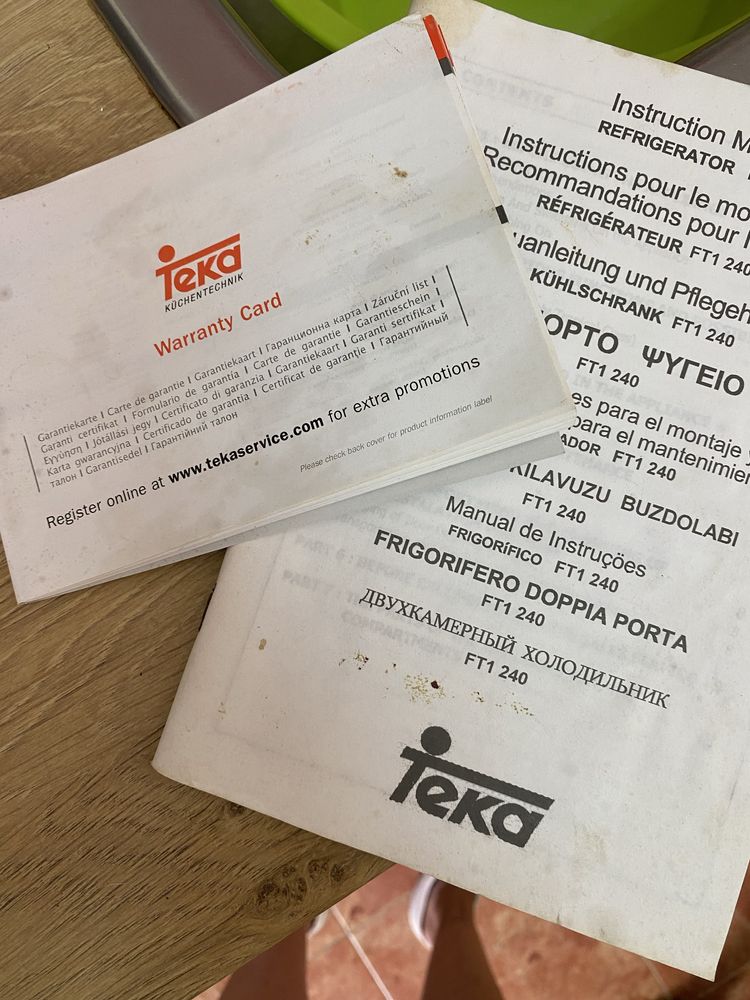 Teka
KÜCHENTECHNIK
Warranty Card
Garantiekarte I Carte de garantie I Garantiekaart I Гаранционна карта I Záruční list I
Garanti certifikat I Formulario de garantía I Carte de garantie I Garantieschein I
Εγγύηση I Jótállási jegy I Certificato di garanzia I Garantiekaart I Garanti sertifikat I
Karta gwarancyjna I Certificado de garantia I Certificat de garanţie I Гарантийный
талон I Garantisedel I Гарантійний талон
Register online at www.tekaservice.com for extra promotions
Please check back cover for product information label
CONTENTS
Instruction M
REFRIGERATOR
Instructions pour le mo
Recommandations pour l
RÉFRIGÉRATEUR FT1 240
uanleitung und Pflegeh
KÜHLSCHRANK FT1 240
ΟΡΤΟ ΨΥΓΕΙΟ
FT1 240
es para el montaje y
para el mantenimie
ADOR FT1 240
KILAVUZU BUZDOLABI
FT1 240
Manual de Instruções
FRIGORÍFICO FT1 240
FRIGORIFERO DOPPIA PORTA
FT1 240
ДВУХКАМЕРНЫЙ ХОЛОДИЛЬНИК
FT1 240
Teka